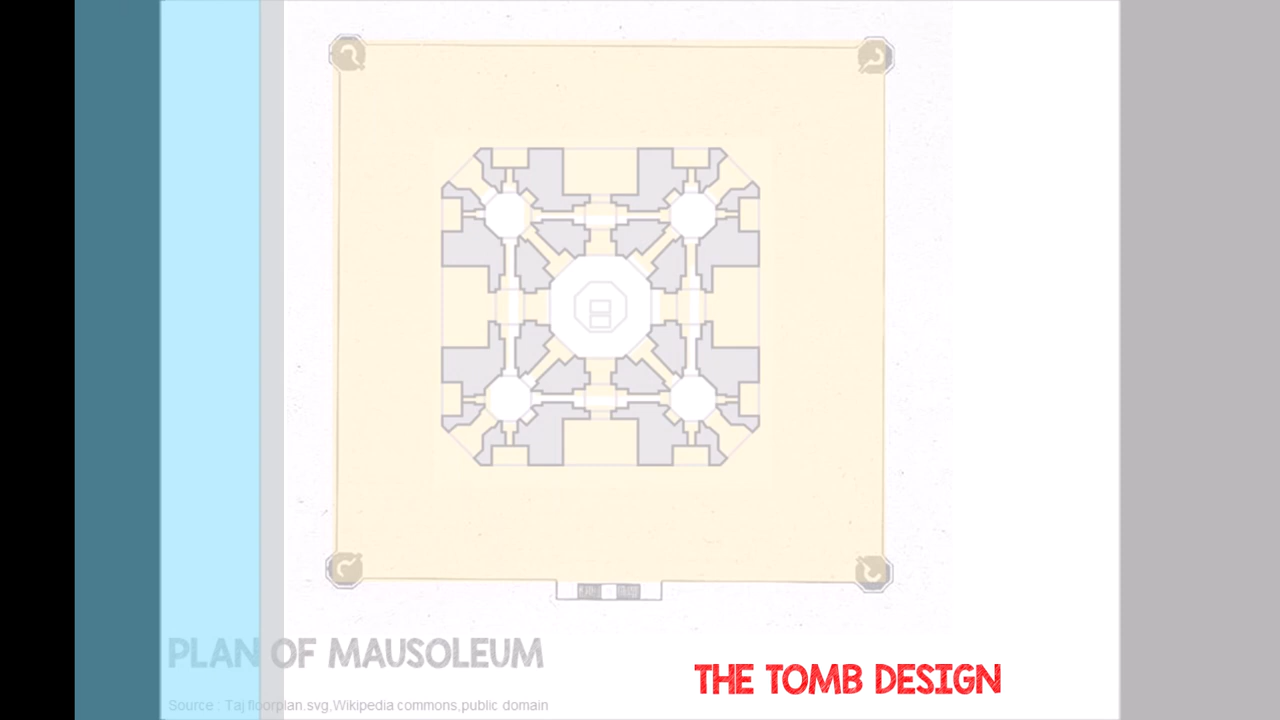 PLAN OF MAUSOLEUM
THE TOMB DESIGN
Source : Taj floorplan.svg,Wikipedia commons,public domain